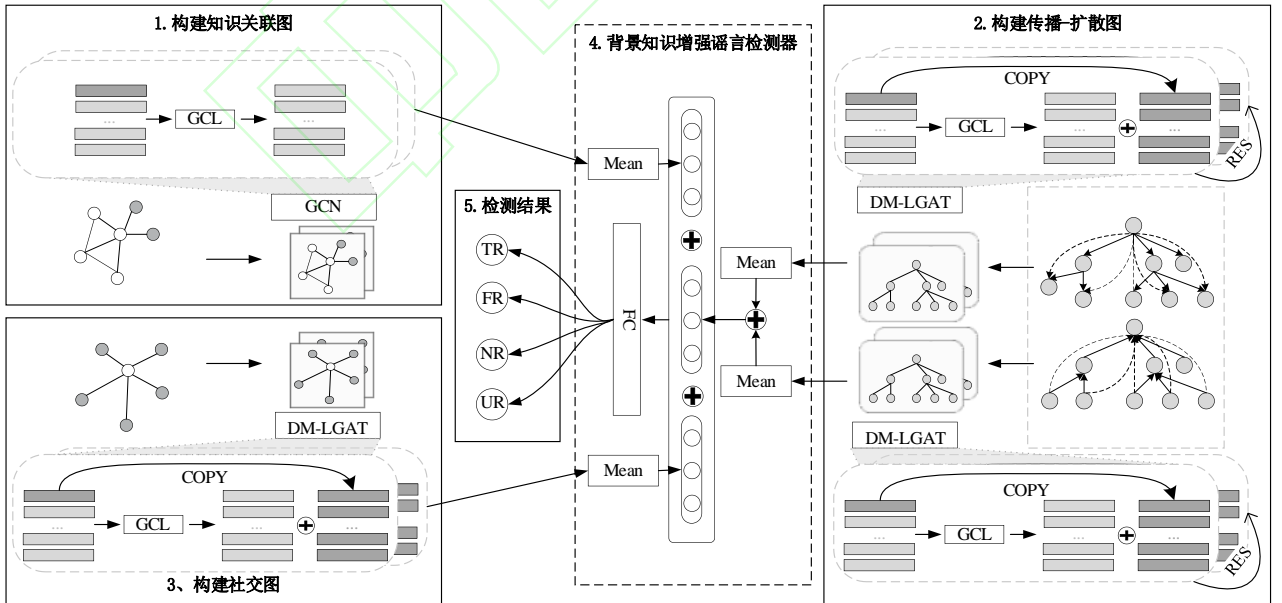 1. 构建知识关联图
GCL
...
...
GCN
3、构建社交图
DM-LGAT
COPY
GCL
...
...
...
4. 背景知识增强谣言检测器
Mean
Mean
Mean
Mean
FC
5. 检测结果
TR
FR
NR
UR
2. 构建传播-扩散图
COPY
GCL
...
...
...
RES
DM-LGAT
DM-LGAT
COPY
GCL
...
...
...
RES